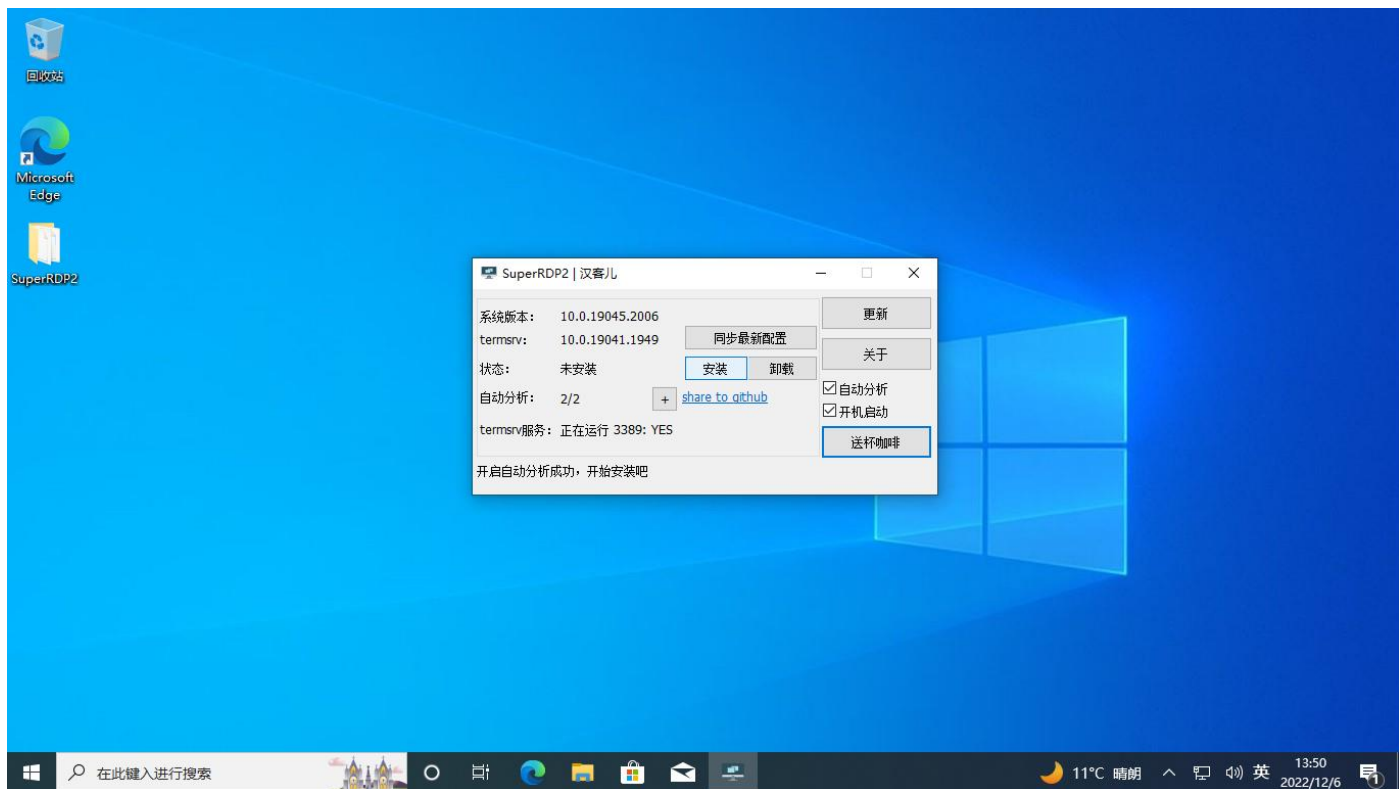 回收站
Microsoft
Edge
SuperRDP2
SuperRDP2 | 汉客儿
系统版本： 10.0.19045.2006
更新
termsrv: 10.0.19041.1949 同步最新配置
关于
状态： 未安装 安装 卸载
自动分析
自动分析： 2/2 + share to github
开机启动
termsrv服务： 正在运行 3389: YES
送杯咖啡
开启自动分析成功，开始安装吧
在此键入进行搜索
11°C 晴朗
英
13:50
2022/12/6
1